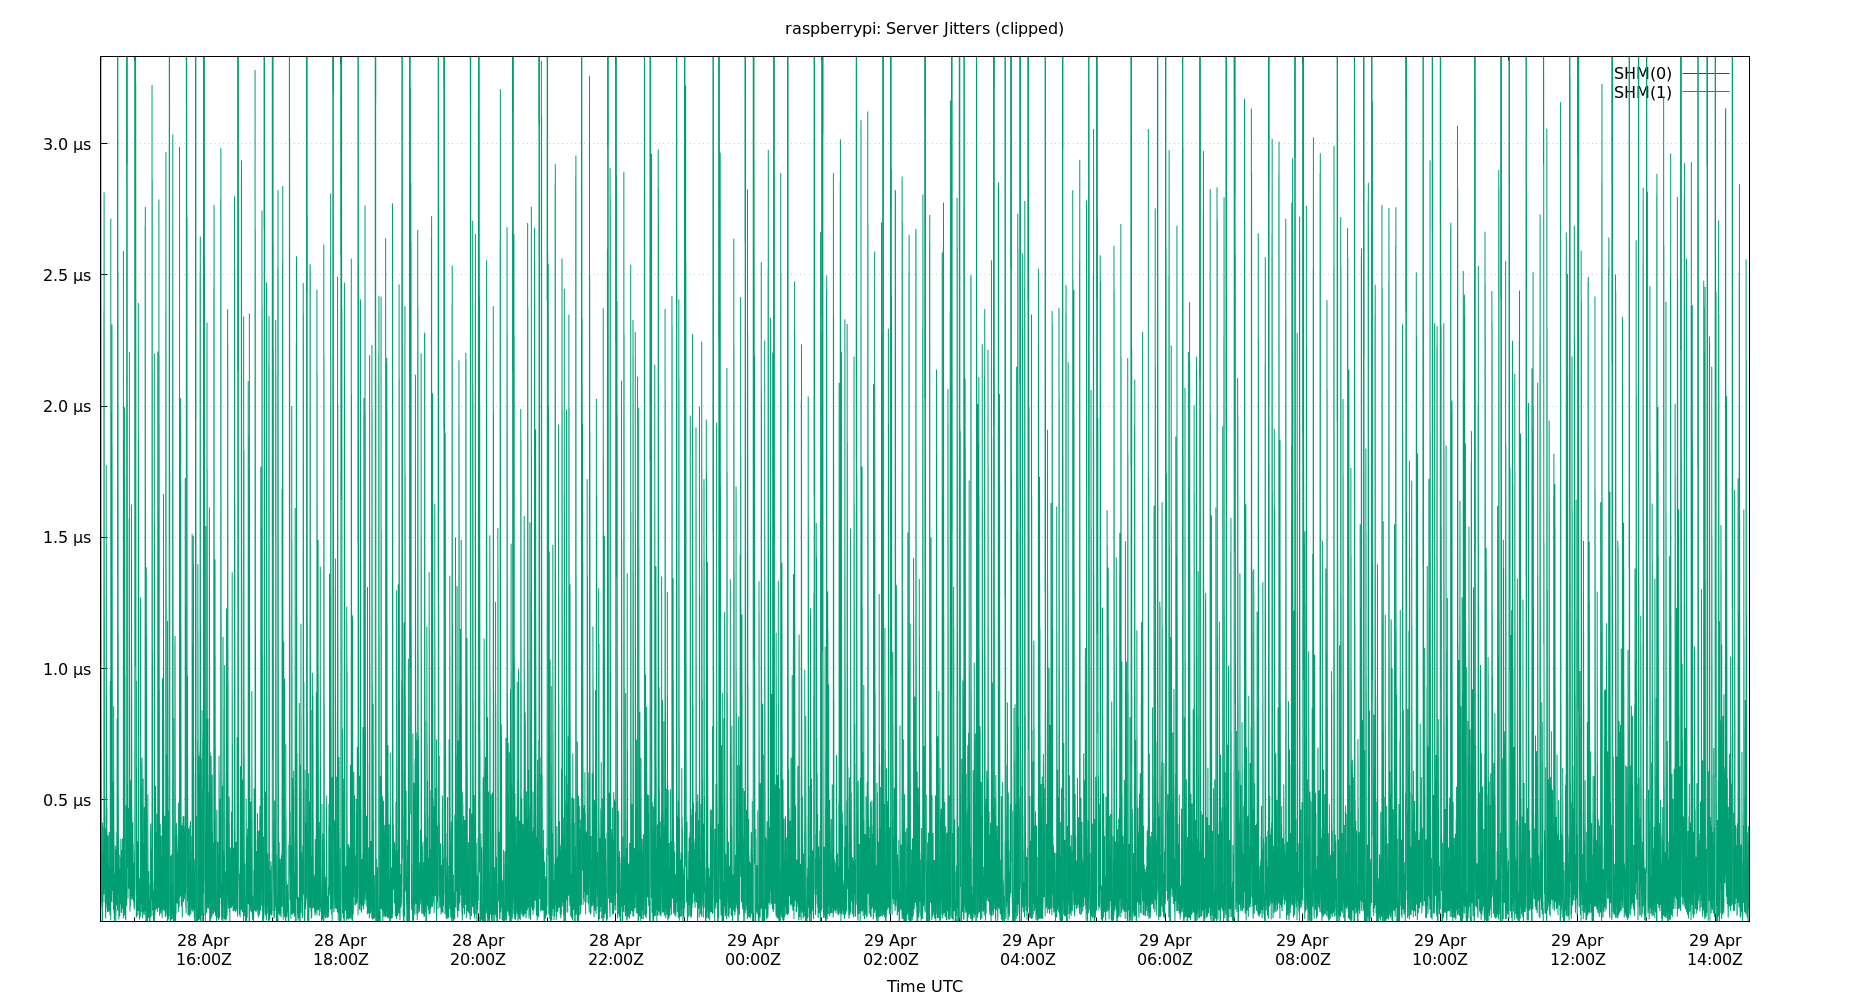 raspberrypi: Server Jitters (clipped)
SHM(0)
SHM(1)
3.0 µs
2.5 µs
2.0 µs
1.5 µs
1.0 µs
0.5 µs
28 Apr 28 Apr 28 Apr 28 Apr 29 Apr 29 Apr 29 Apr 29 Apr 29 Apr 29 Apr 29 Apr 29 Apr
16:00Z 18:00Z 20:00Z 22:00Z 00:00Z 02:00Z 04:00Z 06:00Z 08:00Z 10:00Z 12:00Z 14:00Z
Time UTC